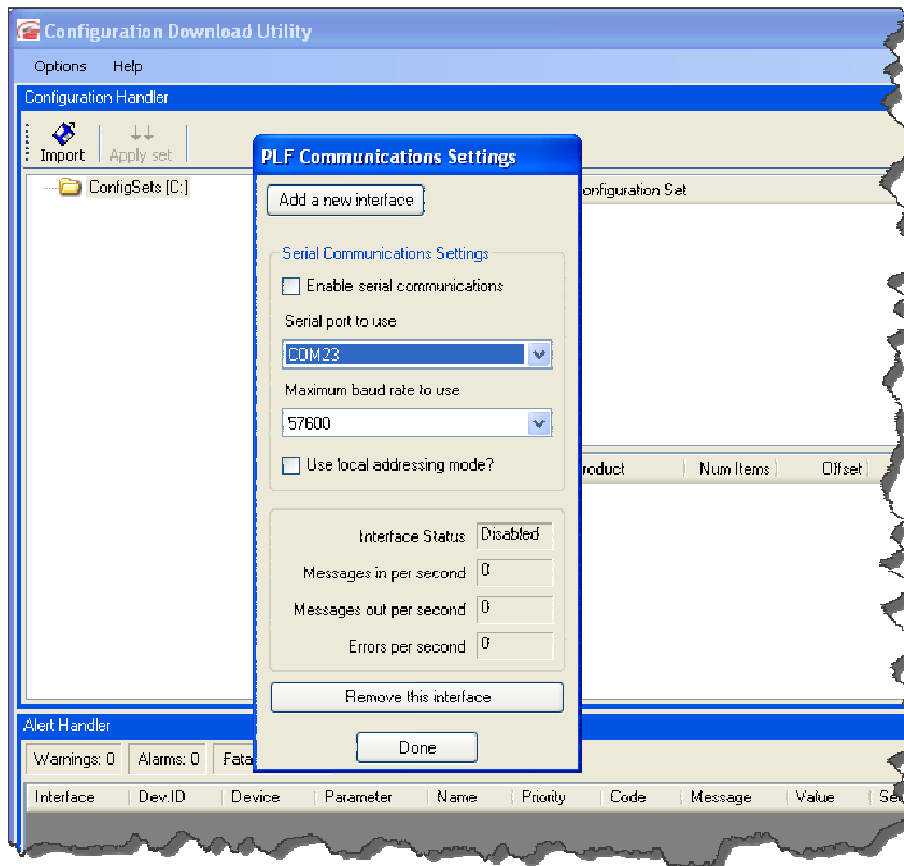 Configuration Download Utility
Options Help
Configuration Handler
Import Apply set
ConfigSets [C:]
onfiguration Set
PLF Communications Settings
Add a new interface
Serial Communications Settings
Enable serial communications
Serial port to use
COM23
Maximum baud rate to use
57600
Use local addressing mode?
roduct Num Items Offset
Interface Status Disabled
Messages in per second 0
Messages out per second 0
Errors per second 0
Remove this interface
Done
Alert Handler
Warnings: 0 Alarms: 0 Fata
Interface Dev.ID Device Parameter Name Priority Code Message Value Se